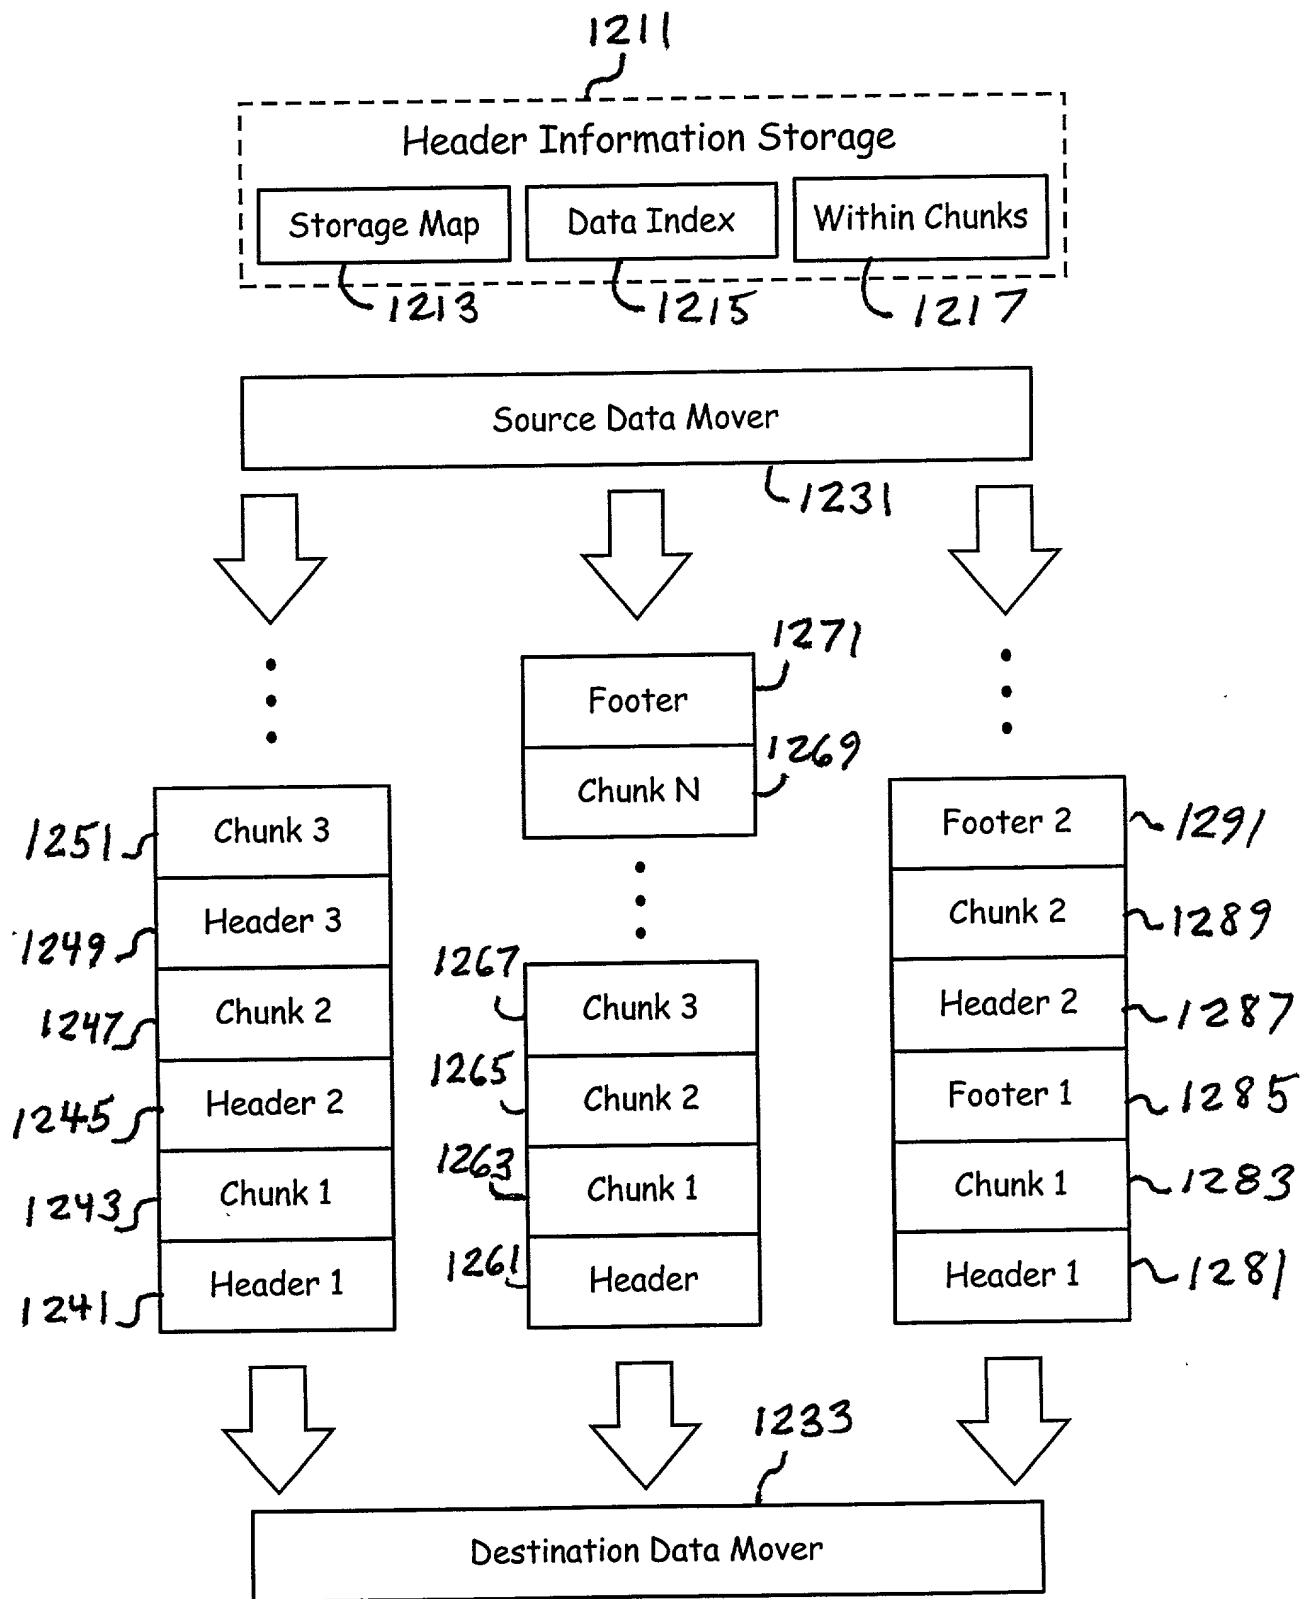 1211
Header Information Storage
Storage Map
Data Index
Within Chunks
1213
1215
1217
Source Data Mover
1231
1251
Chunk 3
1249
Header 3
1247
Chunk 2
1245
Header 2
1243
Chunk 1
1241
Header 1
1271
Footer
1269
Chunk N
1267
Chunk 3
1265
Chunk 2
1263
Chunk 1
1261
Header
Footer 2
1291
Chunk 2
1289
Header 2
1287
Footer 1
1285
Chunk 1
1283
Header 1
1281
1233
Destination Data Mover